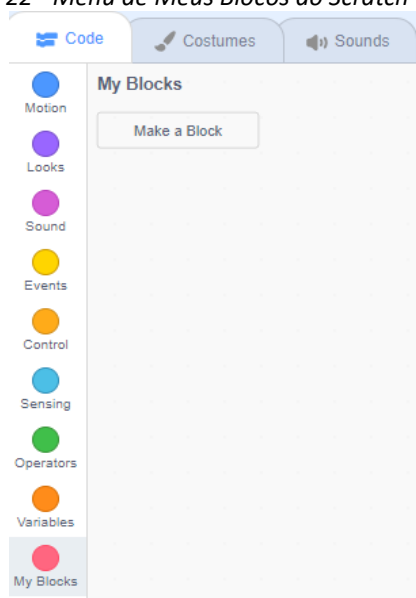 22 - Menu de Meus Blocos do Scratch
Code Costumes Sounds
My Blocks
Make a Block
Motion
Looks
Sound
Events
Control
Sensing
Operators
Variables
My Blocks